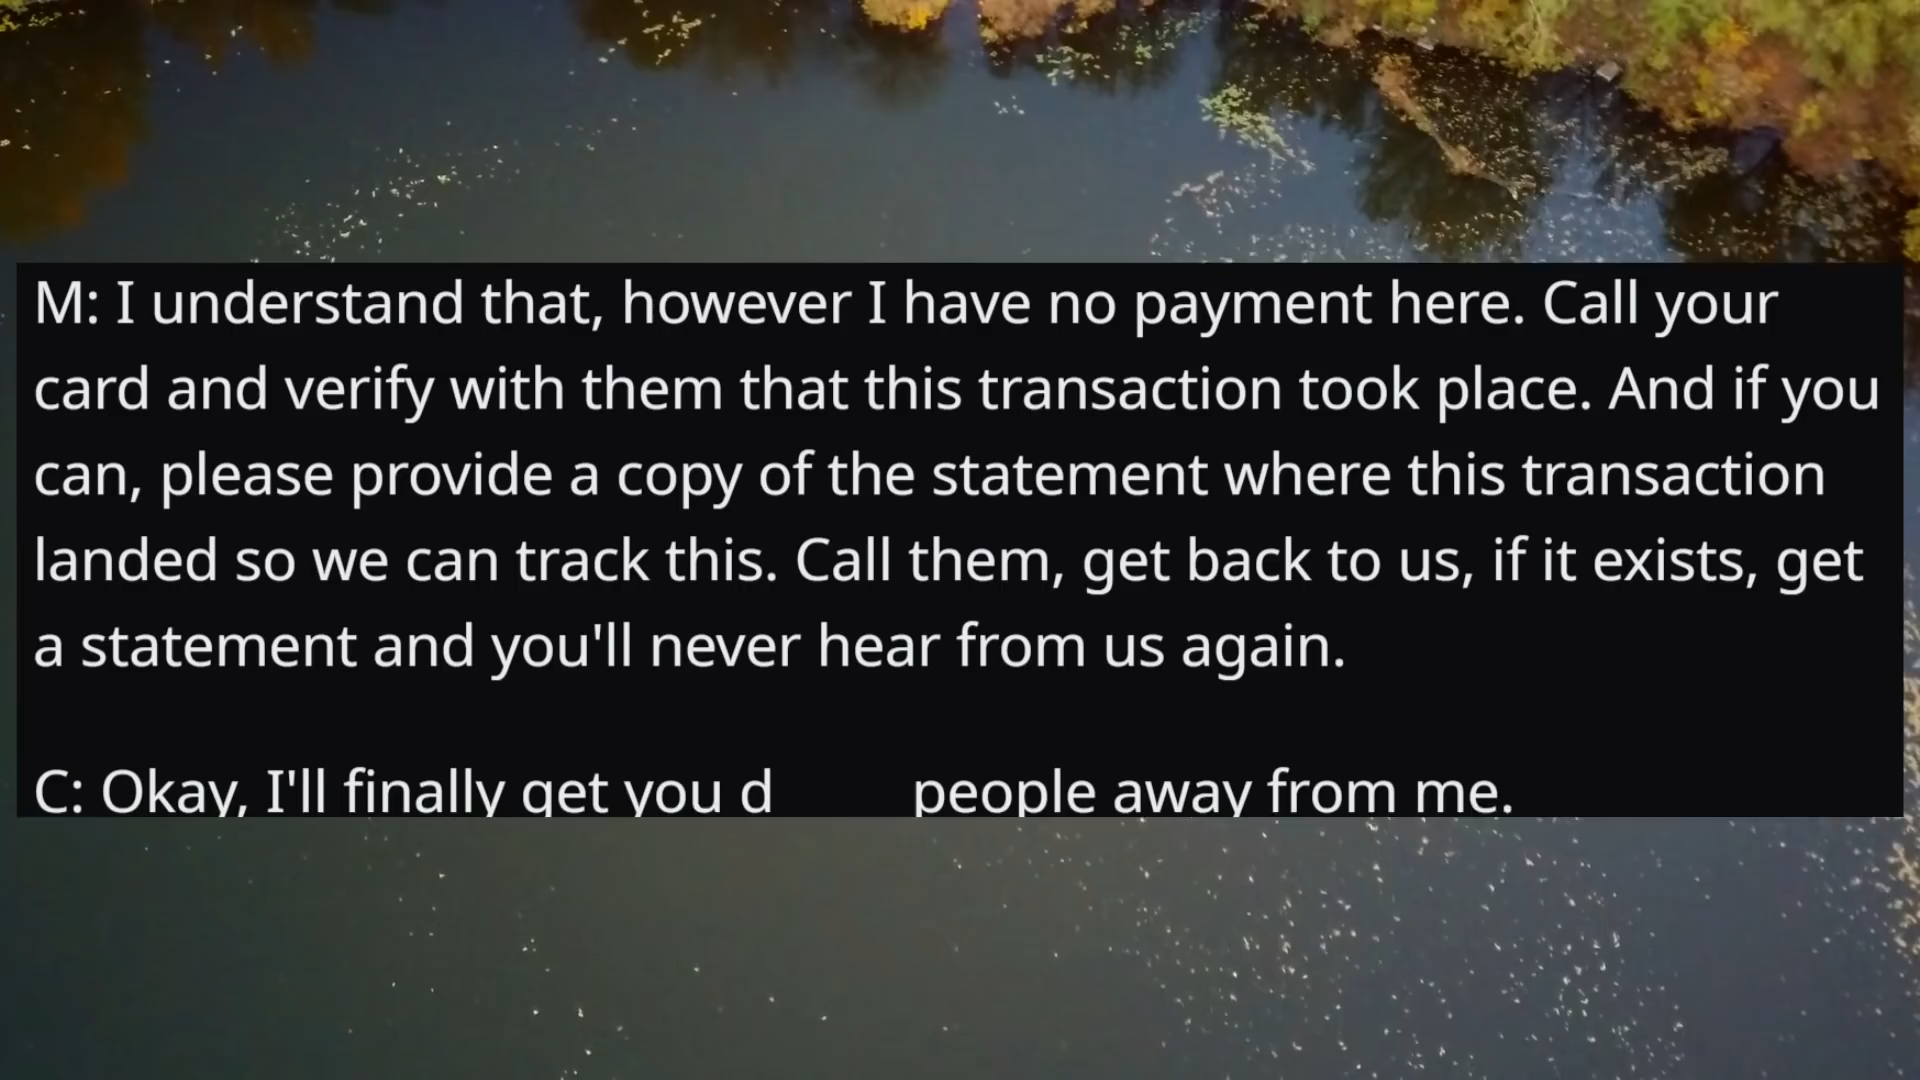 M: I understand that, however I have no payment here. Call your
card and verify with them that this transaction took place. And if you
can, please provide a copy of the statement where this transaction
landed so we can track this. Call them, get back to us, if it exists, get
a statement and you'll never hear from us again.
C: Okay, I'll finally get you d people away from me.